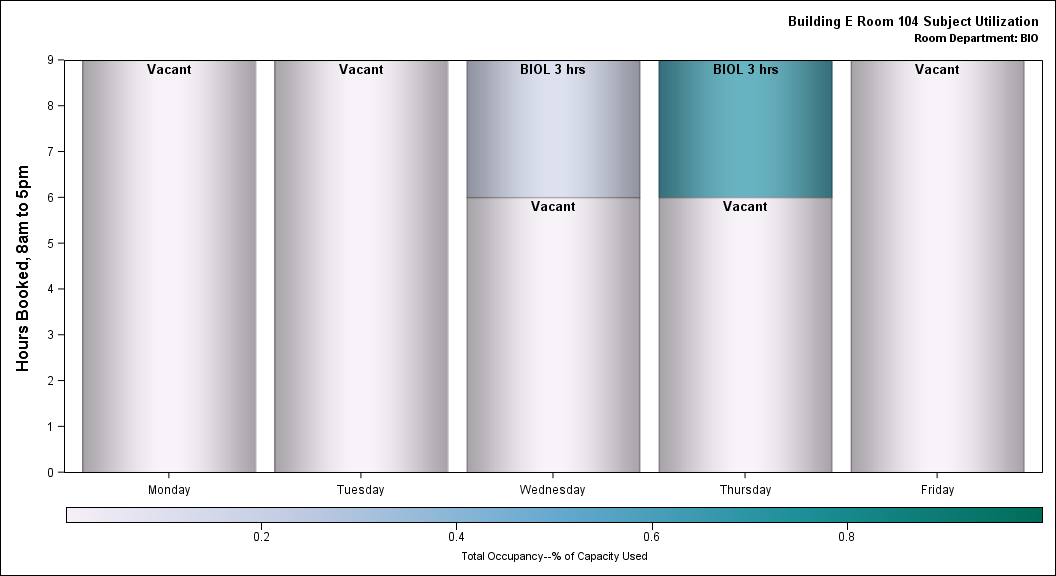 Building E Room 104 Subject Utilization
Room Department: BIO
Hours Booked, 8am to 5pm
9
8
7
6
5
4
3
2
1
0
Vacant
Vacant
BIOL 3 hrs
BIOL 3 hrs
Vacant
Vacant
Vacant
Monday
Tuesday
Wednesday
Thursday
Friday
0.2
0.4
0.6
0.8
Total Occupancy--% of Capacity Used